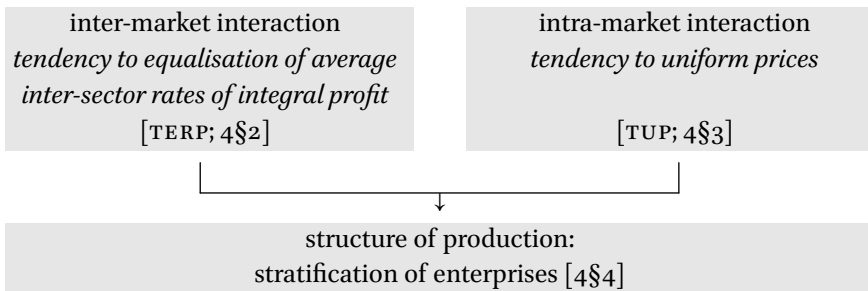 inter-market interaction
tendency to equalisation of average
inter-sector rates of integral profit
[TERP; 4§2]
intra-market interaction
tendency to uniform prices
[TUP; 4§3]
structure of production:
stratification of enterprises [4§4]